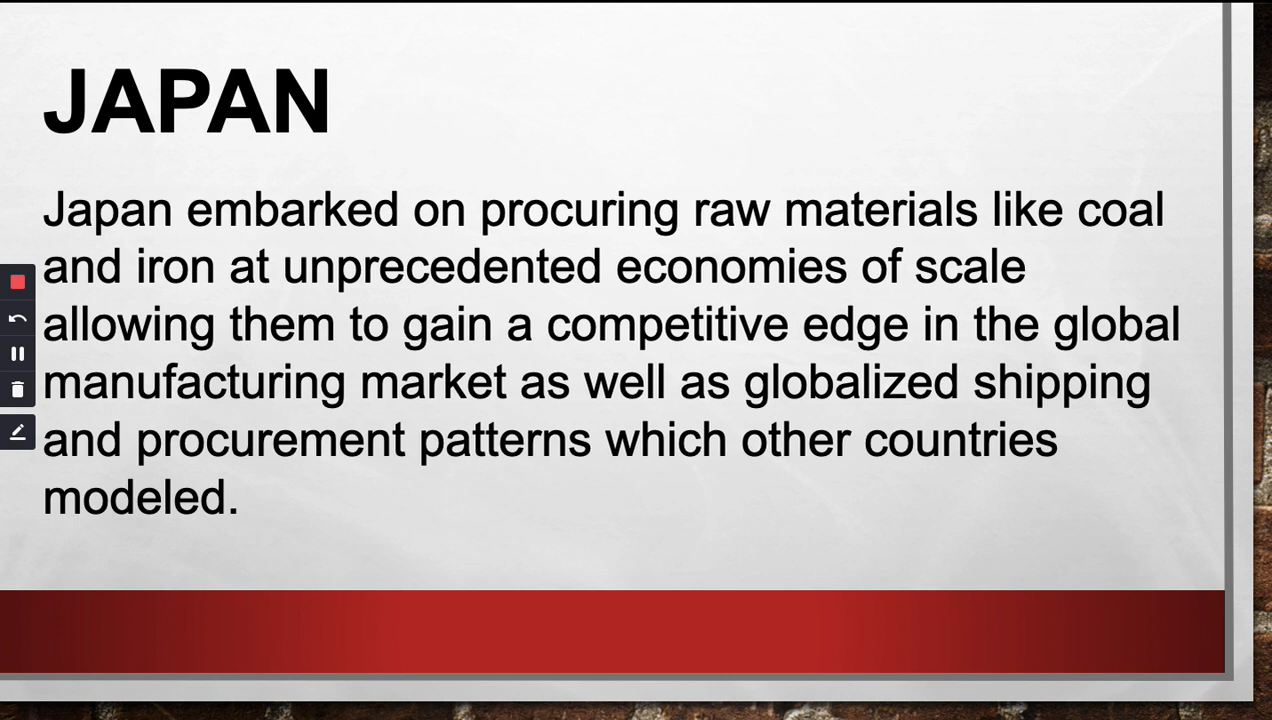 JAPAN
Japan embarked on procuring raw materials like coal
and iron at unprecedented economies of scale
allowing them to gain a competitive edge in the global
manufacturing market as well as globalized shipping
and procurement patterns which other countries
modeled.